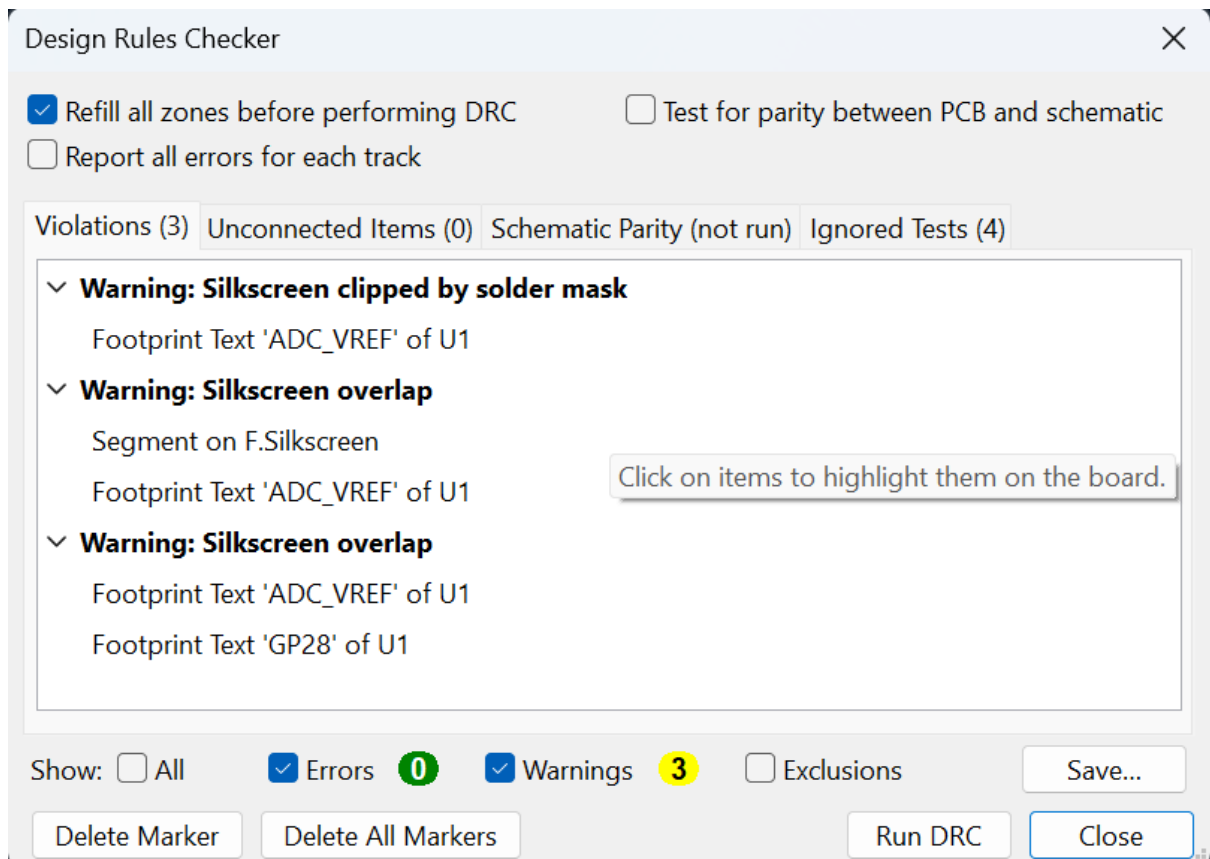 Design Rules Checker
Refill all zones before performing DRC
Test for parity between PCB and schematic
Report all errors for each track
Violations (3) Unconnected Items (0) Schematic Parity (not run) Ignored Tests (4)
Warning: Silkscreen clipped by solder mask
Footprint Text 'ADC_VREF' of U1
Warning: Silkscreen overlap
Segment on F.Silkscreen
Click on items to highlight them on the board.
Footprint Text 'ADC_VREF' of U1
Warning: Silkscreen overlap
Footprint Text 'ADC_VREF' of U1
Footprint Text 'GP28' of U1
Show: All Errors 0 Warnings 3 Exclusions Save...
Delete Marker Delete All Markers Run DRC Close